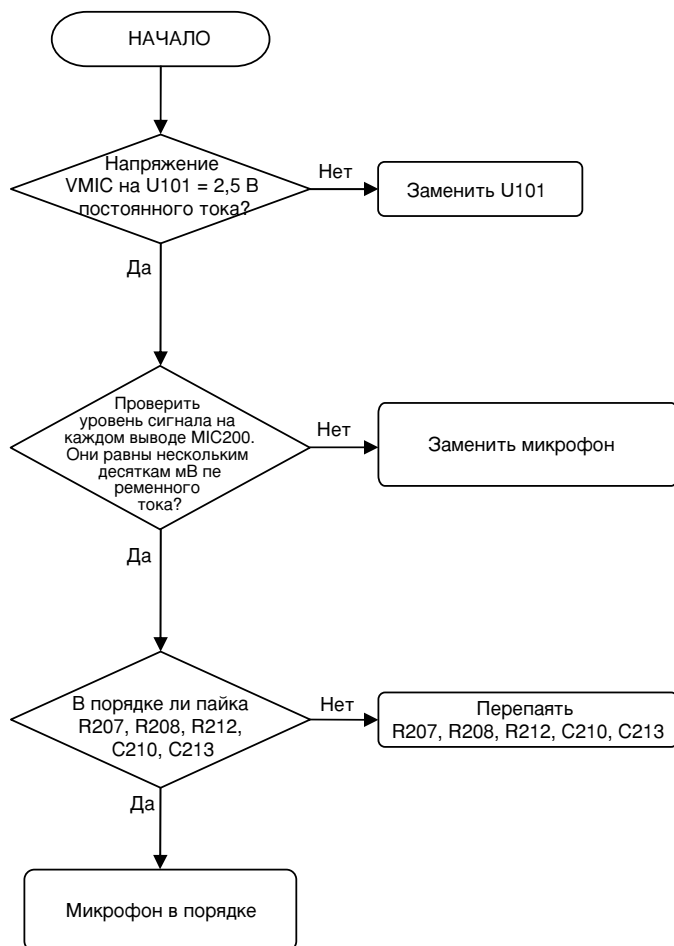 НАЧАЛО
Напряжение
VMIC на U101 = 2,5 В
постоянного тока?
Нет
Заменить U101
Да
Проверить
уровень сигнала на
каждом выводе MIC200.
Они равны нескольким
десяткам мВ пе
ременного
тока?
Нет
Заменить микрофон
Да
В порядке ли пайка
R207, R208, R212,
C210, C213
Нет
Перепаять
R207, R208, R212, C210, C213
Да
Микрофон в порядке